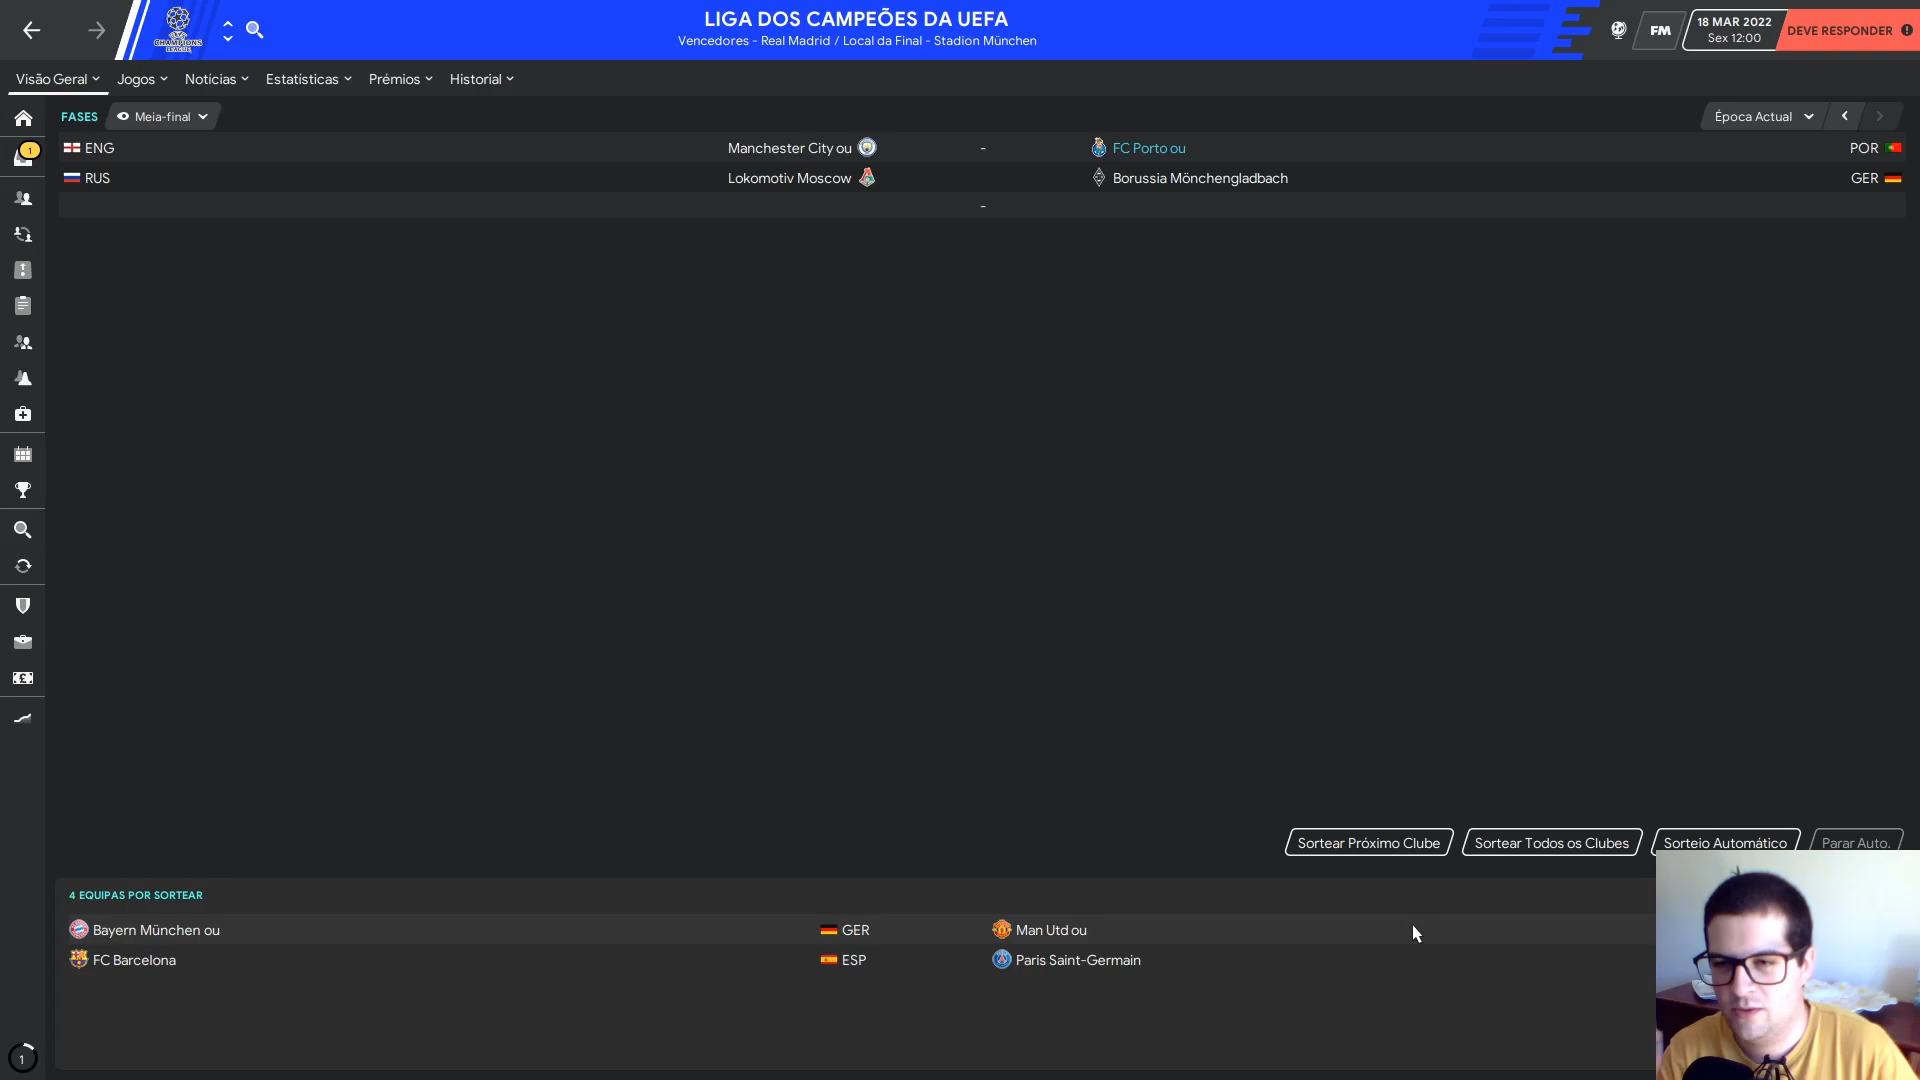 LIGA DOS CAMPEÕES DA UEFA
Vencedores - Real Madrid / Local da Final - Stadion München
CHAMPIONS
LEAGUE
FM
18 MAR 2022
Sex 12:00
DEVE RESPONDER
Visão Geral
Jogos
Notícias
Estatísticas
Prémios
Historial
FASES
Meia-final
Época Actual
1
ENG Manchester City ou - FC Porto ou POR
RUS Lokomotiv Moscow Borussia Mönchengladbach GER
-
Sortear Próximo Clube
Sortear Todos os Clubes
Sorteio Automático
Parar Auto.
4 EQUIPAS POR SORTEAR
Bayern München ou GER Man Utd ou
FC Barcelona ESP Paris Saint-Germain
1